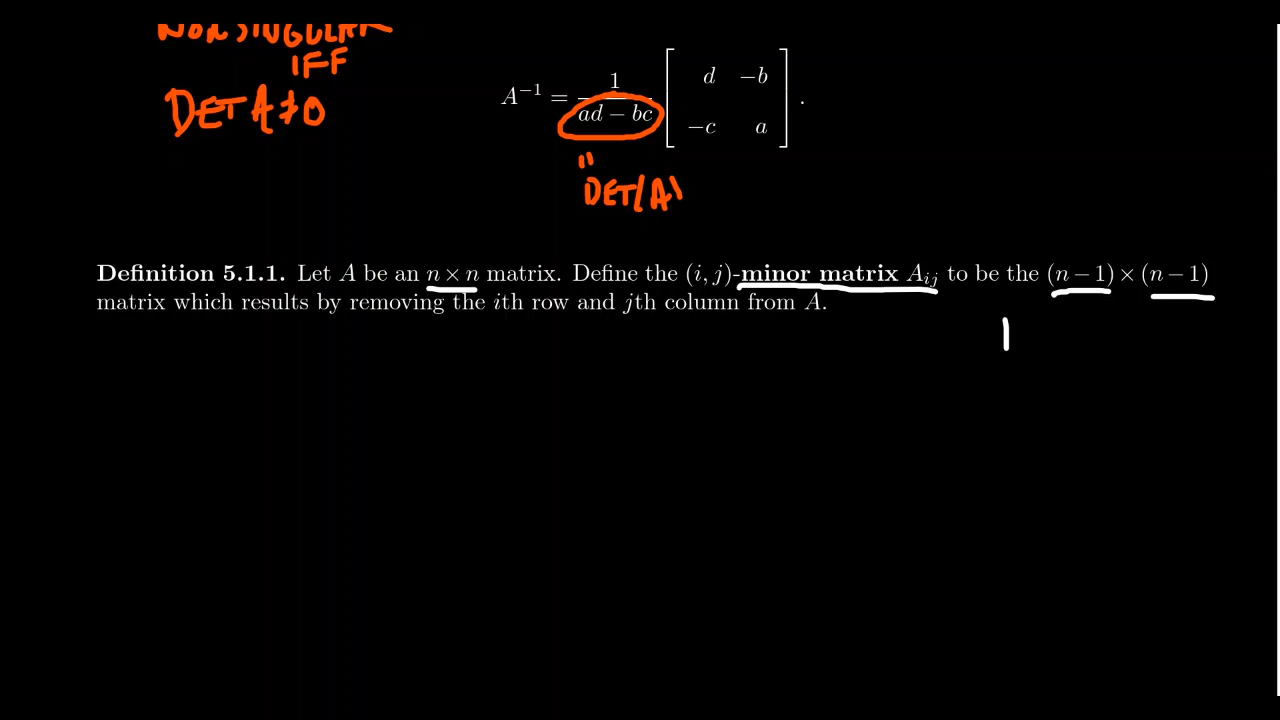 NONSINGULAR
IFF
DET A ≠ 0
A⁻¹ = 1/(ad − bc) [ d −b
−c a ] .
"
DET(A)
Definition 5.1.1. Let A be an n × n matrix. Define the (i, j)-minor matrix Aᵢⱼ to be the (n − 1) × (n − 1)
matrix which results by removing the ith row and jth column from A.